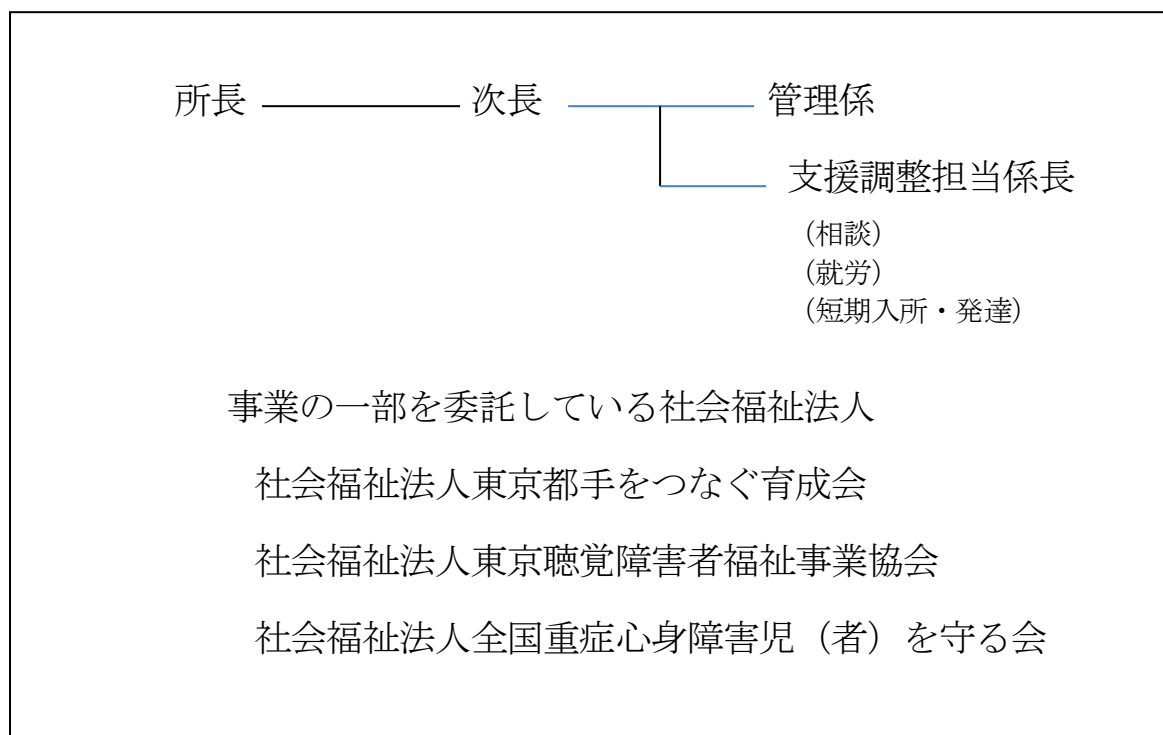 所長 次長 管理係
支援調整担当係長
（相談）
（就労）
（短期入所・発達）
事業の一部を委託している社会福祉法人
社会福祉法人東京都手をつなぐ育成会
社会福祉法人東京聴覚障害者福祉事業協会
社会福祉法人全国重症心身障害児（者）を守る会